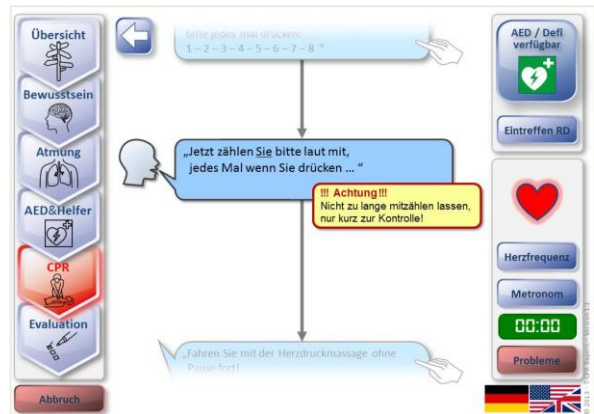 Übersicht
Bewusstsein
Atmung
AED&Helfer
CPR
Evaluation
Abbruch
bitte jedes mal drücken;
1 – 2 – 3 – 4 – 5 – 6 – 7 – 8 “
„Jetzt zählen Sie bitte laut mit,
jedes Mal wenn Sie drücken ... “
!!! Achtung!!!
Nicht zu lange mitzählen lassen,
nur kurz zur Kontrolle!
„Fahren Sie mit der Herzdruckmassage ohne
Pause fort!
AED / Defi
verfügbar
Eintreffen RD
Herzfrequenz
Metronom
00:00
Probleme